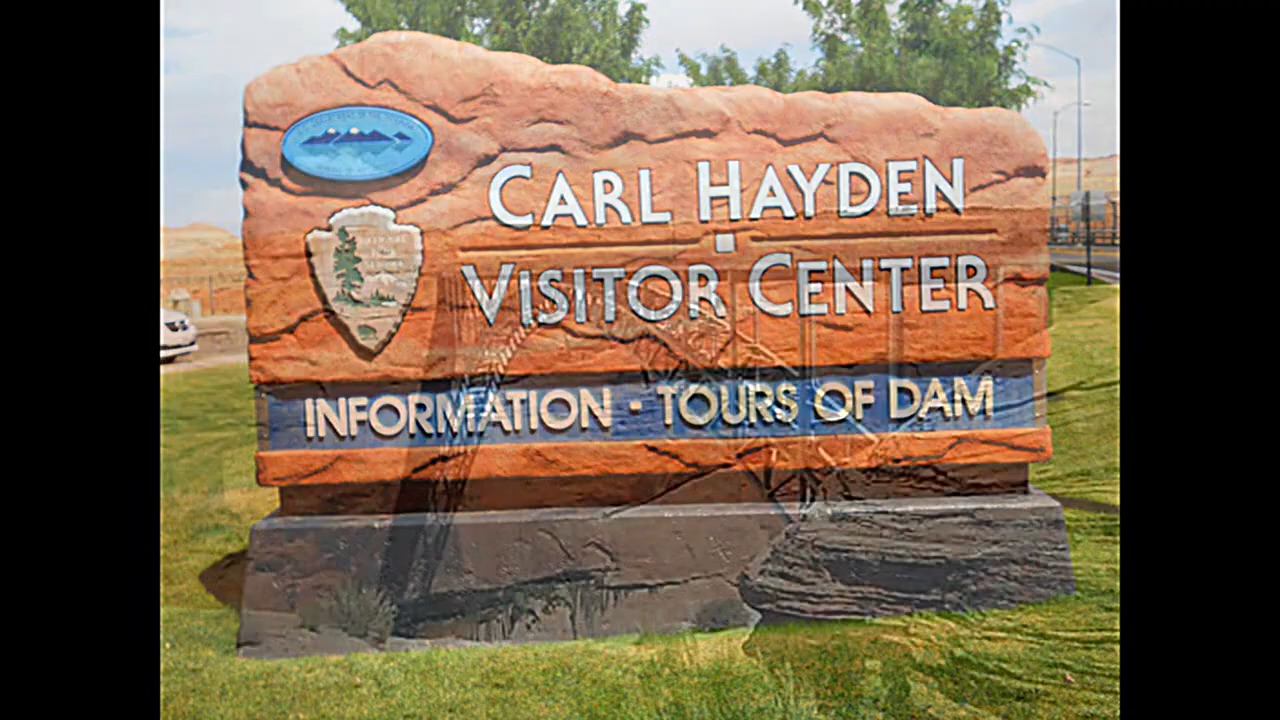 CARL HAYDEN
VISITOR CENTER
INFORMATION · TOURS OF DAM